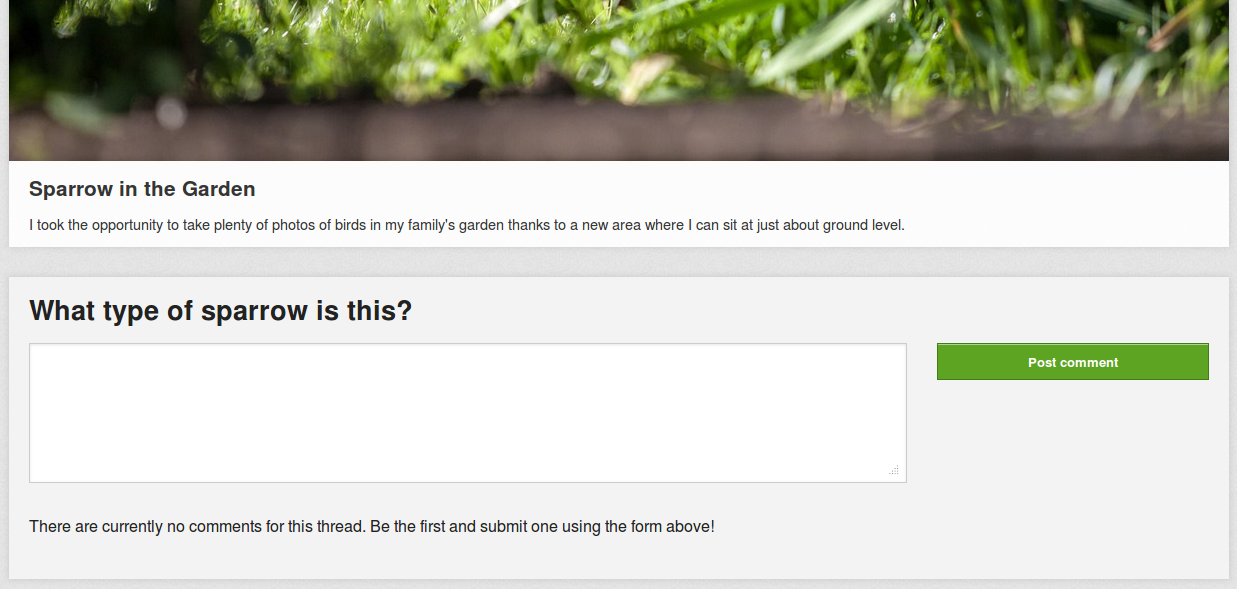 Sparrow in the Garden
I took the opportunity to take plenty of photos of birds in my family's garden thanks to a new area where I can sit at just about ground level.
What type of sparrow is this?
Post comment
There are currently no comments for this thread. Be the first and submit one using the form above!